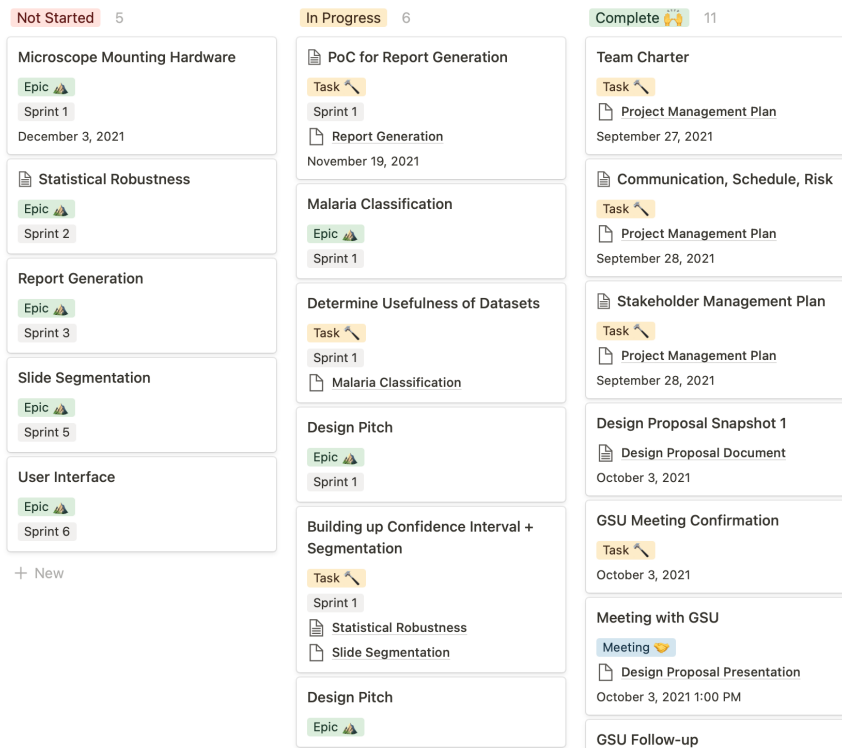 Not Started 5
Microscope Mounting Hardware
Epic ⛰️
Sprint 1
December 3, 2021
Statistical Robustness
Epic ⛰️
Sprint 2
Report Generation
Epic ⛰️
Sprint 3
Slide Segmentation
Epic ⛰️
Sprint 5
User Interface
Epic ⛰️
Sprint 6
+ New
In Progress 6
PoC for Report Generation
Task 🔨
Sprint 1
Report Generation
November 19, 2021
Malaria Classification
Epic ⛰️
Sprint 1
Determine Usefulness of Datasets
Task 🔨
Sprint 1
Malaria Classification
Design Pitch
Epic ⛰️
Sprint 1
Building up Confidence Interval +
Segmentation
Task 🔨
Sprint 1
Statistical Robustness
Slide Segmentation
Design Pitch
Epic ⛰️
Complete 🙌 11
Team Charter
Task 🔨
Project Management Plan
September 27, 2021
Communication, Schedule, Risk
Task 🔨
Project Management Plan
September 28, 2021
Stakeholder Management Plan
Task 🔨
Project Management Plan
September 28, 2021
Design Proposal Snapshot 1
Design Proposal Document
October 3, 2021
GSU Meeting Confirmation
Task 🔨
October 3, 2021
Meeting with GSU
Meeting 🤝
Design Proposal Presentation
October 3, 2021 1:00 PM
GSU Follow-up